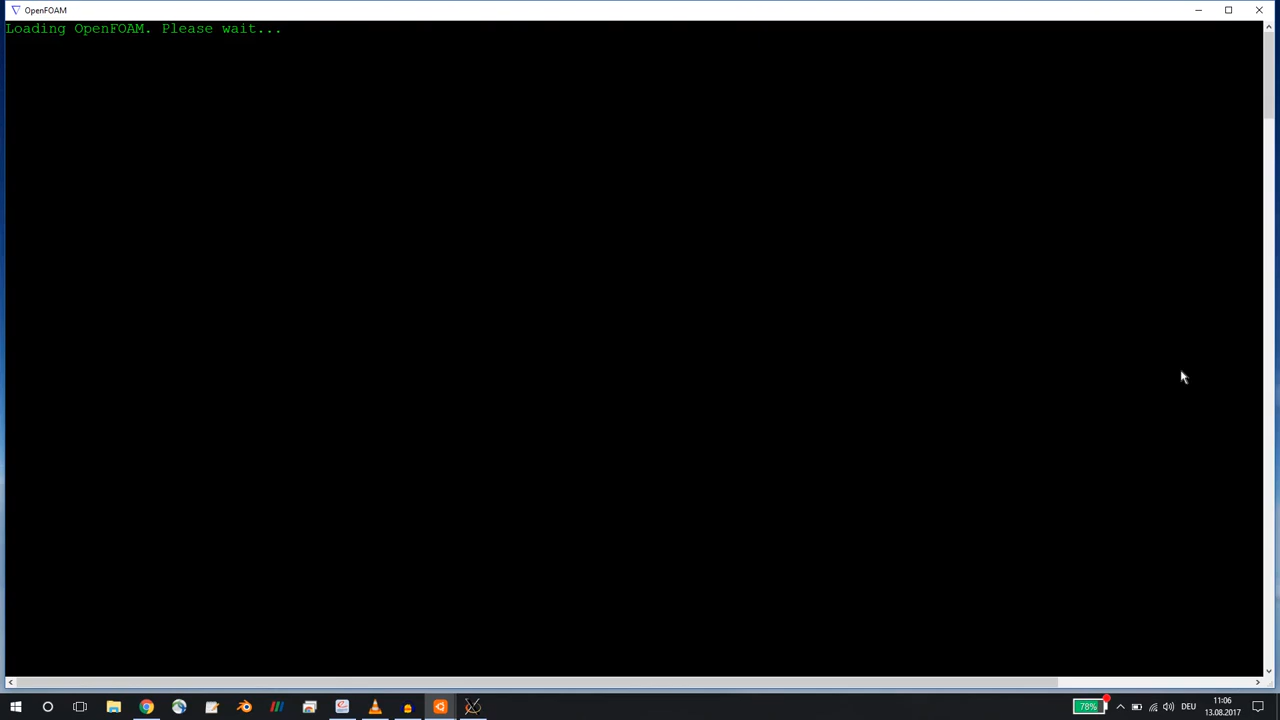 OpenFOAM
Loading OpenFOAM. Please wait...
78%
DEU
11:06
13.08.2017